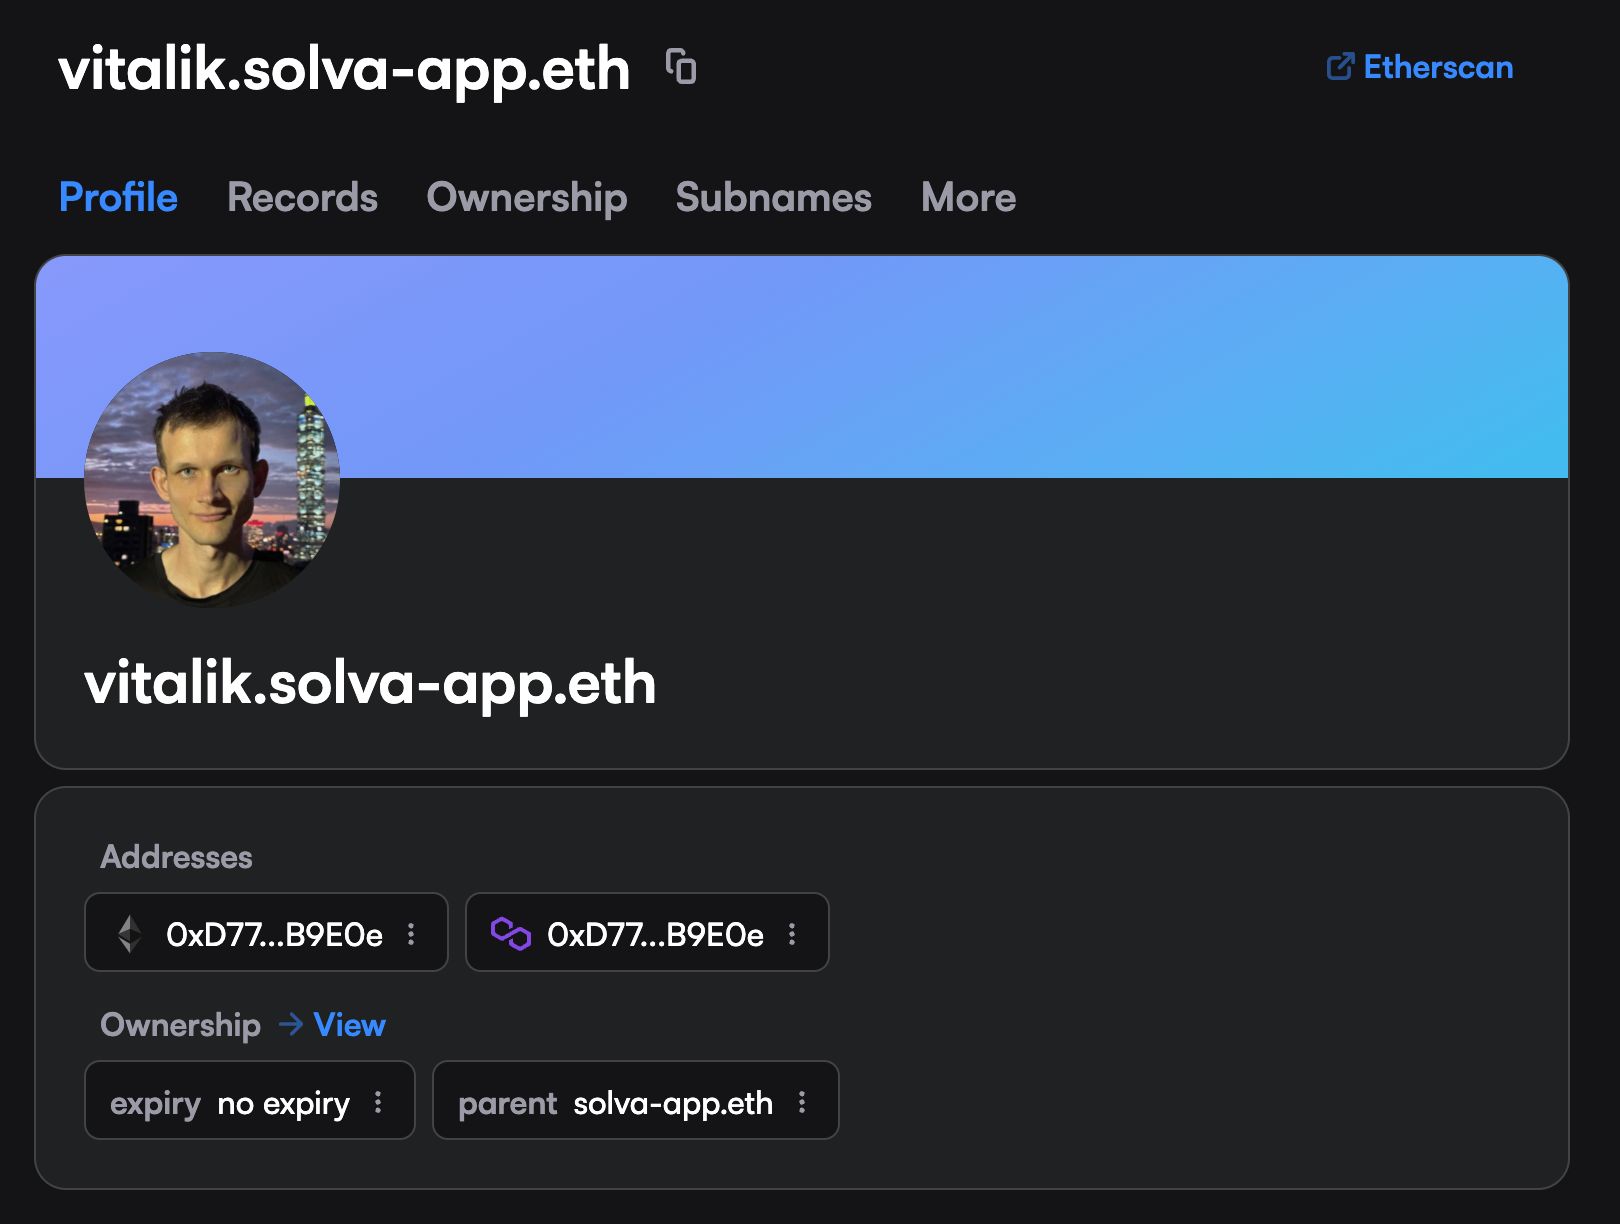 vitalik.solva-app.eth
Etherscan
Profile Records Ownership Subnames More
vitalik.solva-app.eth
Addresses
0xD77...B9E0e 0xD77...B9E0e
Ownership → View
expiry no expiry parent solva-app.eth